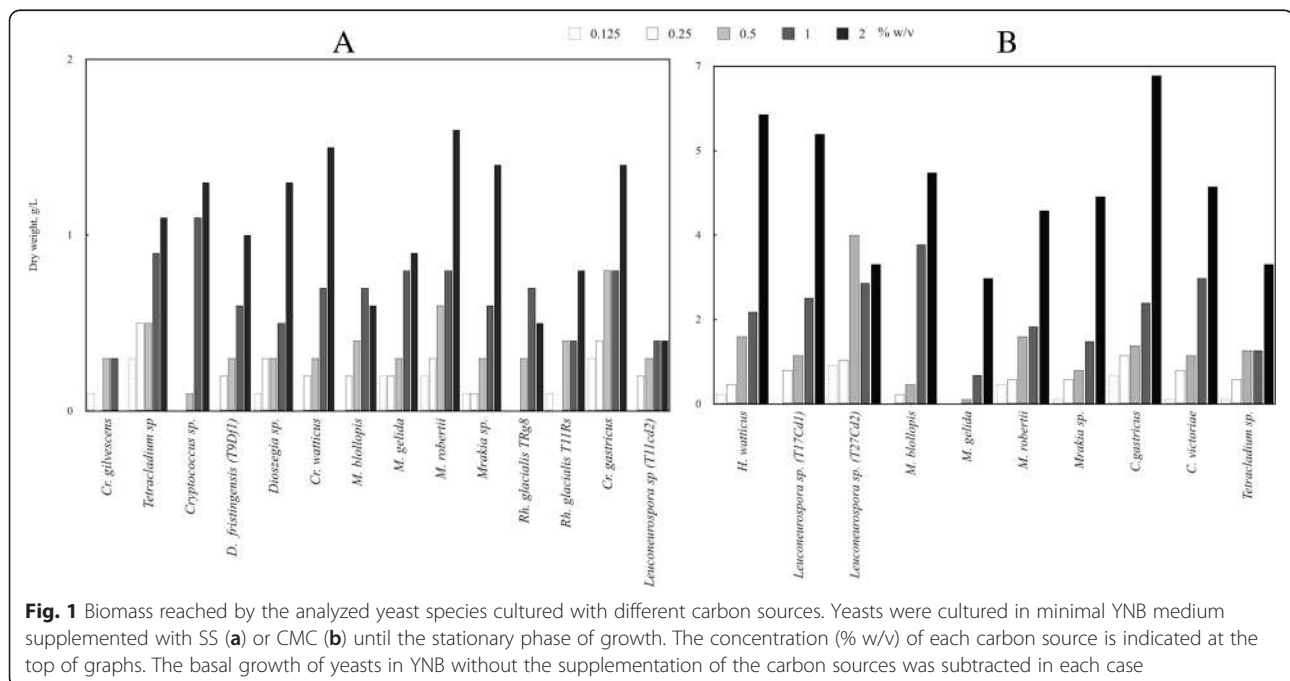 A
0.125 0.25 0.5 1 2 % w/v
B
2
1
0
Dry weight, g/L
7
5
4
2
0
Cr. gilvescens
Tetracladium sp
Cryptococcus sp.
D. fristingensis (T9Df1)
Dioszegia sp.
Cr. watticus
M. blollopis
M. gelida
M. robertii
Mrakia sp.
Rh. glacialis TRg8
Rh. glacialis T11Rs
Cr. gastricus
Leuconeurospora sp (T11cd2)
H. watticus
Leuconeurospora sp. (T17Cd1)
Leuconeurospora sp. (T27Cd2)
M. blollopis
M. gelida
M. robertii
Mrakia sp.
C.gastricus
C. victoriae
Tetracladium sp.
Fig. 1 Biomass reached by the analyzed yeast species cultured with different carbon sources. Yeasts were cultured in minimal YNB medium
supplemented with SS (a) or CMC (b) until the stationary phase of growth. The concentration (% w/v) of each carbon source is indicated at the
top of graphs. The basal growth of yeasts in YNB without the supplementation of the carbon sources was subtracted in each case